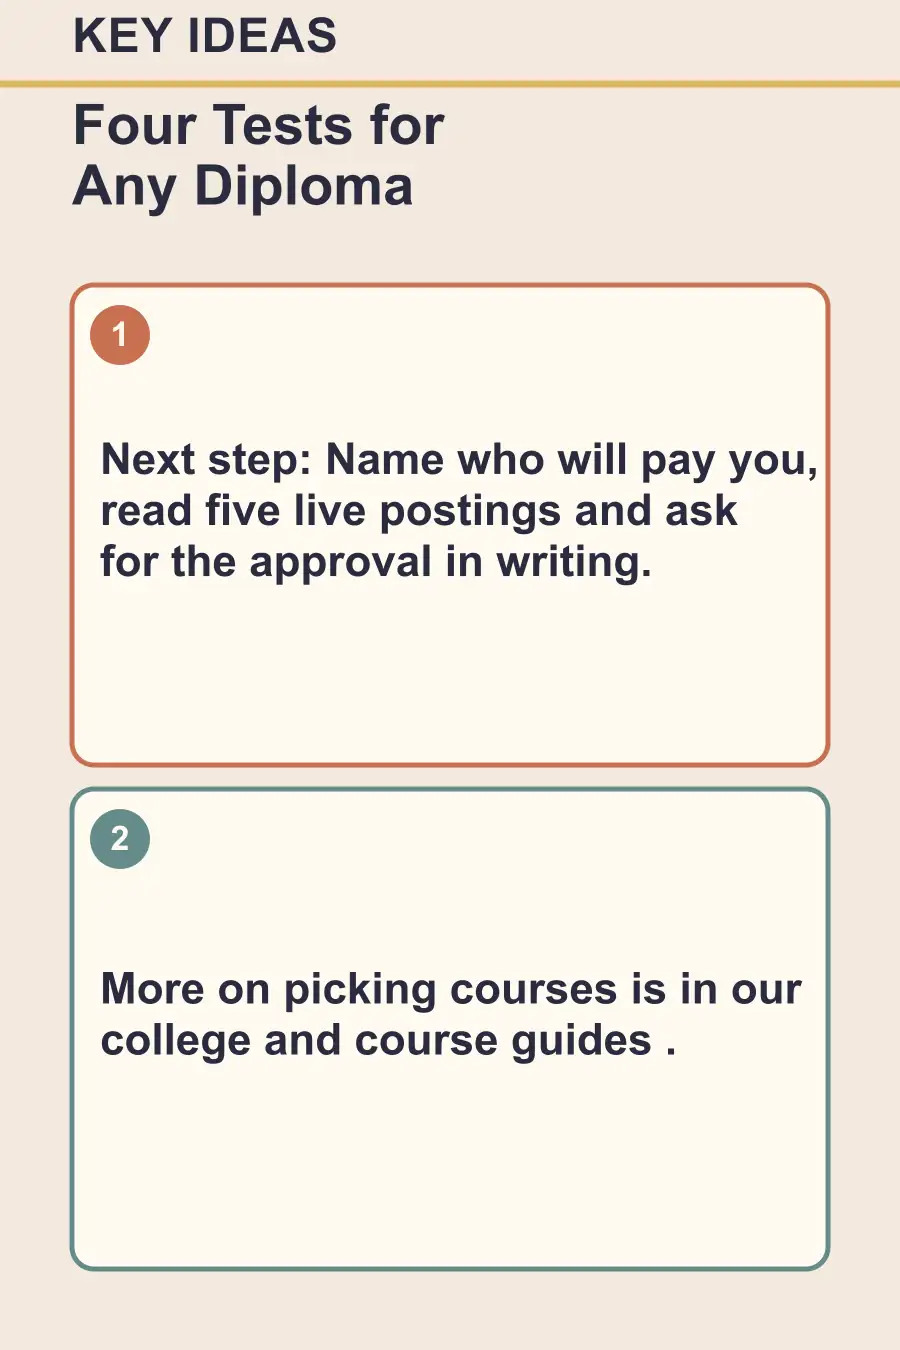 KEY IDEAS
Four Tests for
Any Diploma
1
Next step: Name who will pay you,
read five live postings and ask
for the approval in writing.
2
More on picking courses is in our
college and course guides .